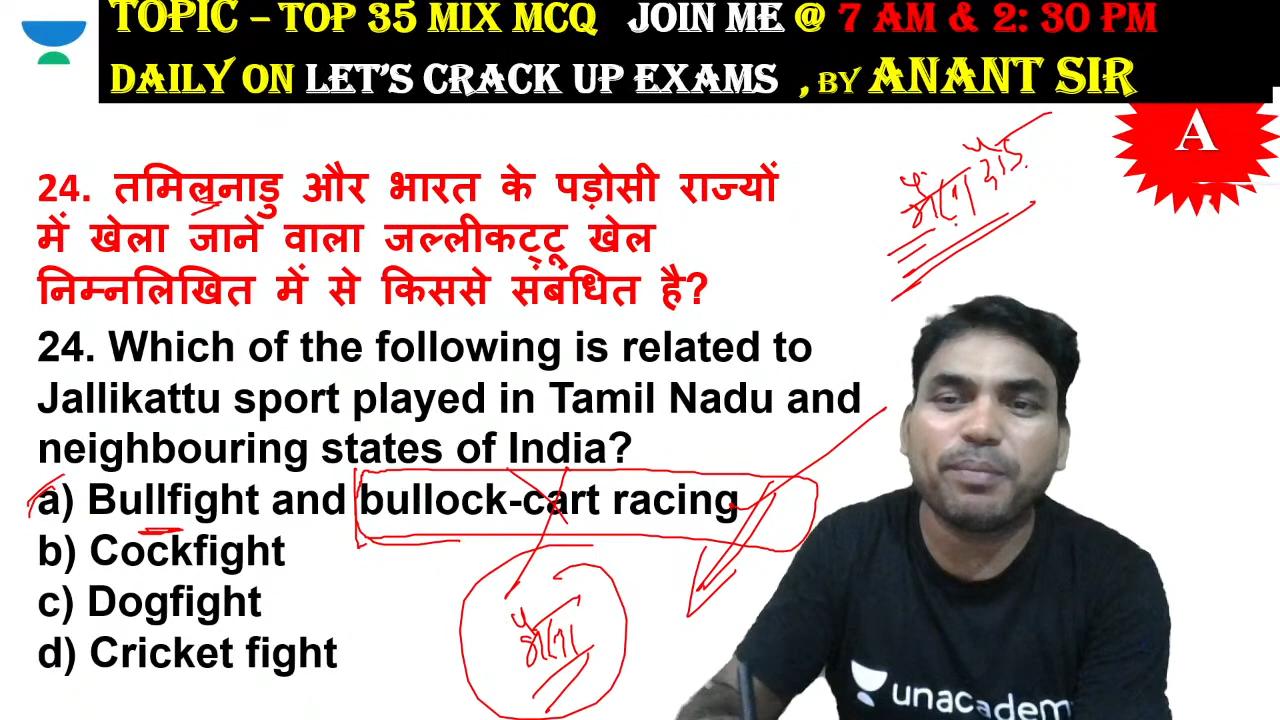 TOPIC – TOP 35 MIX MCQ JOIN ME @ 7 AM & 2: 30 PM
DAILY ON LET'S CRACK UP EXAMS , BY ANANT SIR
A
24. तमिलनाडु और भारत के पड़ोसी राज्यों
में खेला जाने वाला जल्लीकट्टू खेल
निम्नलिखित में से किससे संबंधित है?
24. Which of the following is related to
Jallikattu sport played in Tamil Nadu and
neighbouring states of India?
a) Bullfight and bullock-cart racing
b) Cockfight
c) Dogfight
d) Cricket fight
unacadem